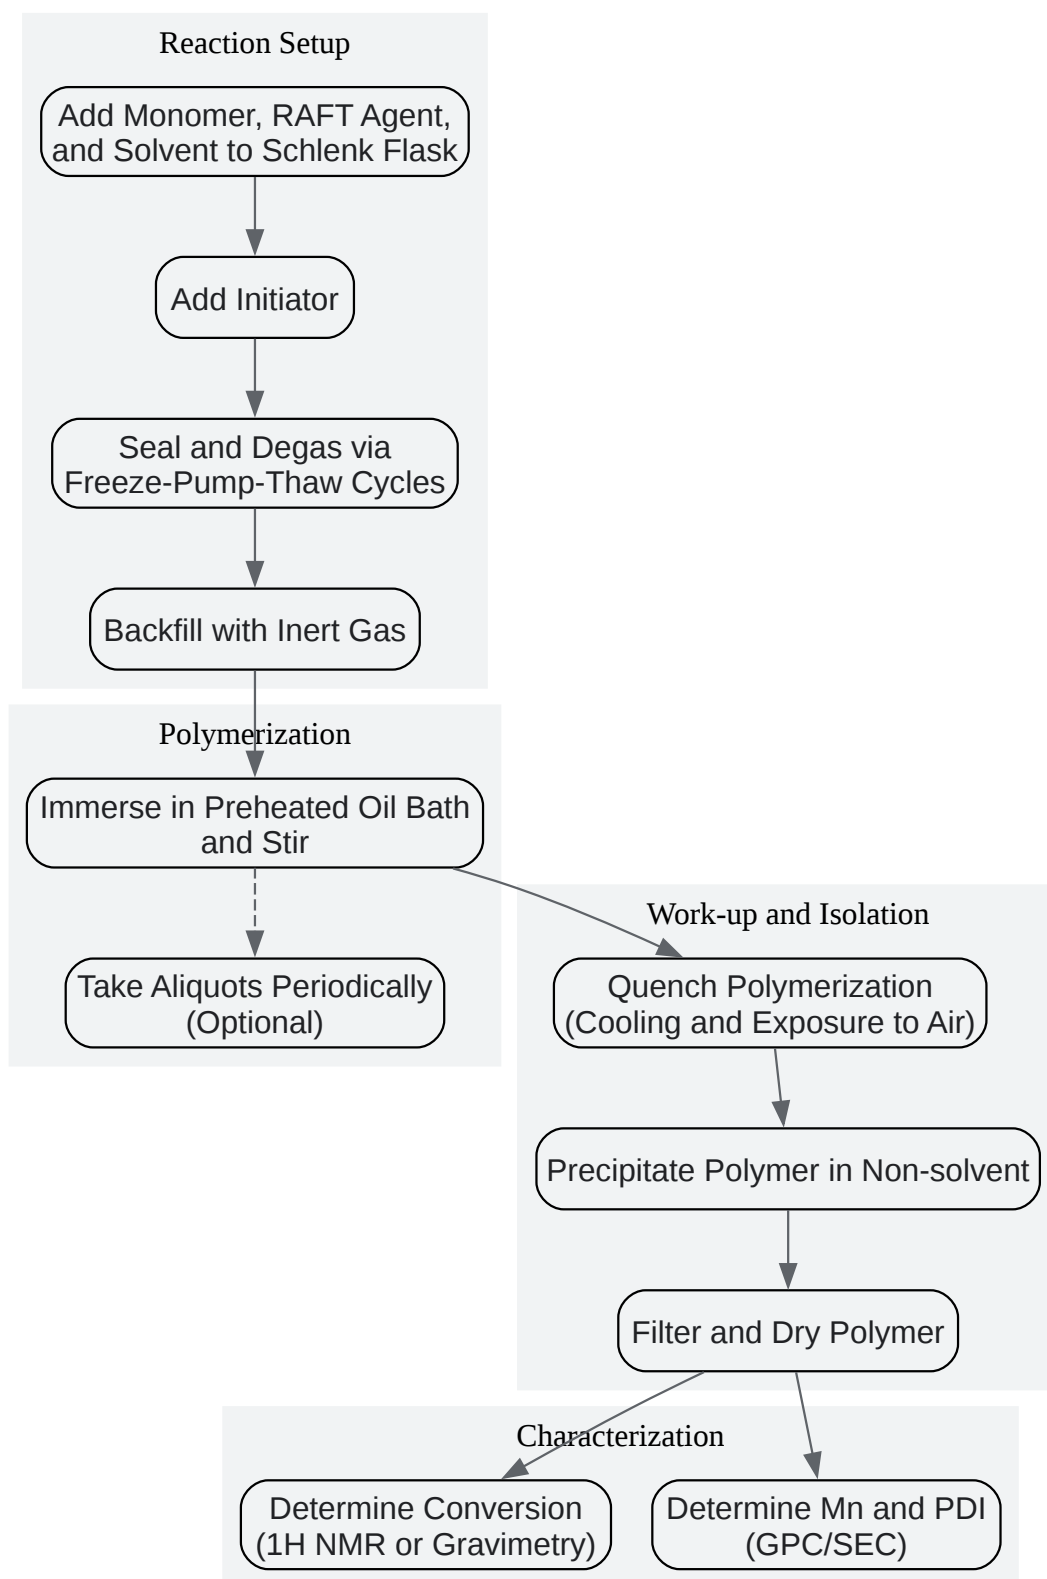 Reaction Setup
Add Monomer, RAFT Agent,
and Solvent to Schlenk Flask
Add Initiator
Seal and Degas via
Freeze-Pump-Thaw Cycles
Backfill with Inert Gas
Polymerization
Immerse in Preheated Oil Bath
and Stir
Take Aliquots Periodically
(Optional)
Work-up and Isolation
Quench Polymerization
(Cooling and Exposure to Air)
Precipitate Polymer in Non-solvent
Filter and Dry Polymer
Characterization
Determine Conversion
(1H NMR or Gravimetry)
Determine Mn and PDI
(GPC/SEC)